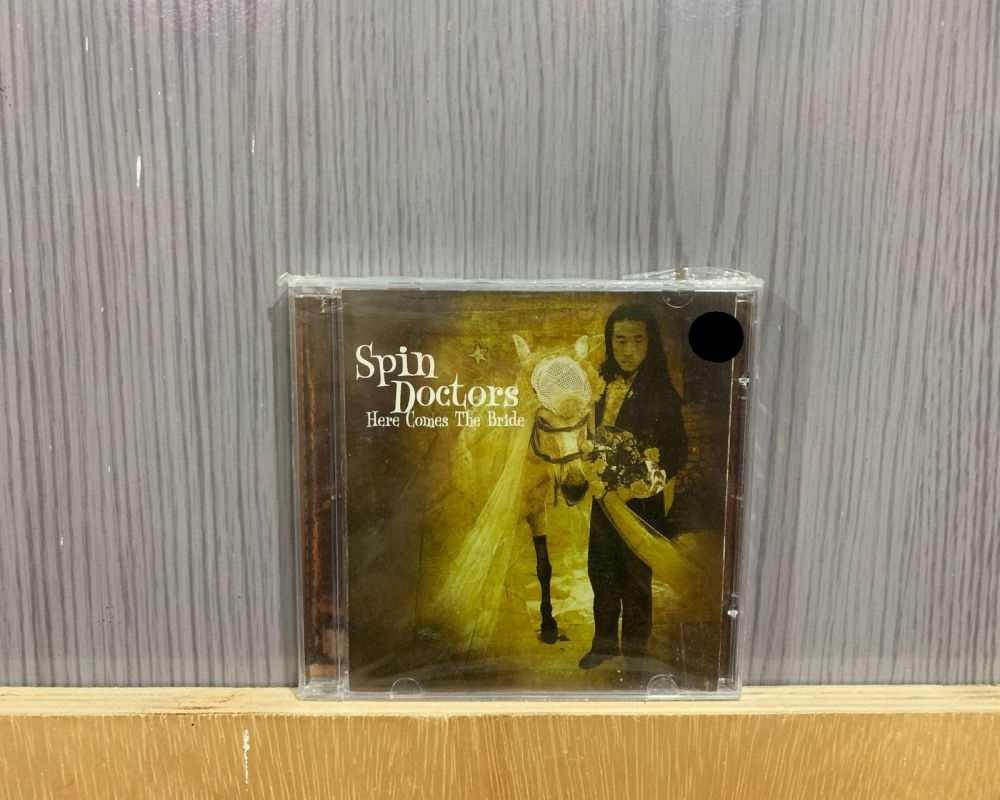 Spin
Doctors
Here Comes The Bride